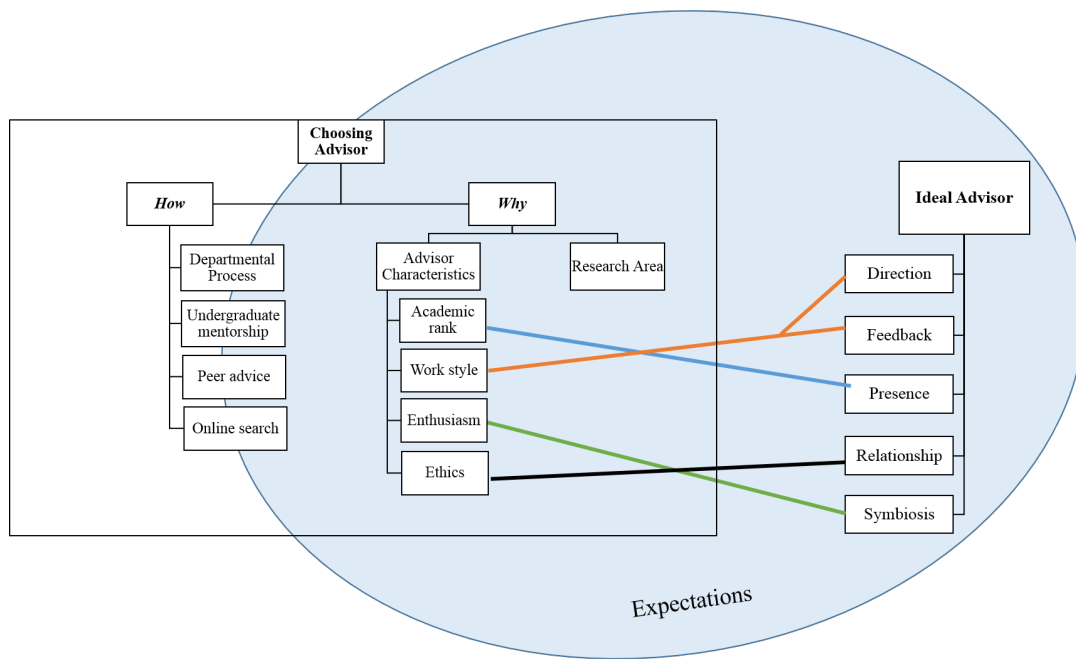 Choosing
Advisor
How
Why
Ideal Advisor
Departmental
Process
Undergraduate
mentorship
Peer advice
Online search
Advisor
Characteristics
Research Area
Academic
rank
Work style
Enthusiasm
Ethics
Direction
Feedback
Presence
Relationship
Symbiosis
Expectations